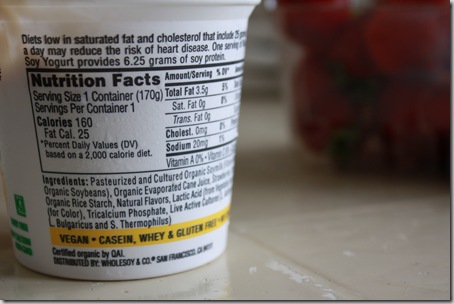 Diets low in saturated fat and cholesterol that include 25
a day may reduce the risk of heart disease. One serving of
Soy Yogurt provides 6.25 grams of soy protein.
Nutrition Facts
Serving Size 1 Container (170g)
Servings Per Container 1
Calories 160
Fat Cal. 25
*Percent Daily Values (DV)
based on a 2,000 calorie diet.
Amount/Serving % DV*
Total Fat 3.5g 5%
Sat. Fat 0g 0%
Trans. Fat 0g
Cholest. 0mg 0%
Sodium 20mg 1%
Vitamin A 0% •
Ingredients: Pasteurized and Cultured Organic
Organic Soybeans), Organic Evaporated Cane Juice,
Organic Rice Starch, Natural Flavors, Lactic Acid (from
(for Color), Tricalcium Phosphate, Live Active Cultures
L. Bulgaricus and S. Thermophilus)
VEGAN • CASEIN, WHEY & GLUTEN FREE •
Certified organic by QAI.
DISTRIBUTED BY: WHOLESOY & CO.® SAN FRANCISCO, CA